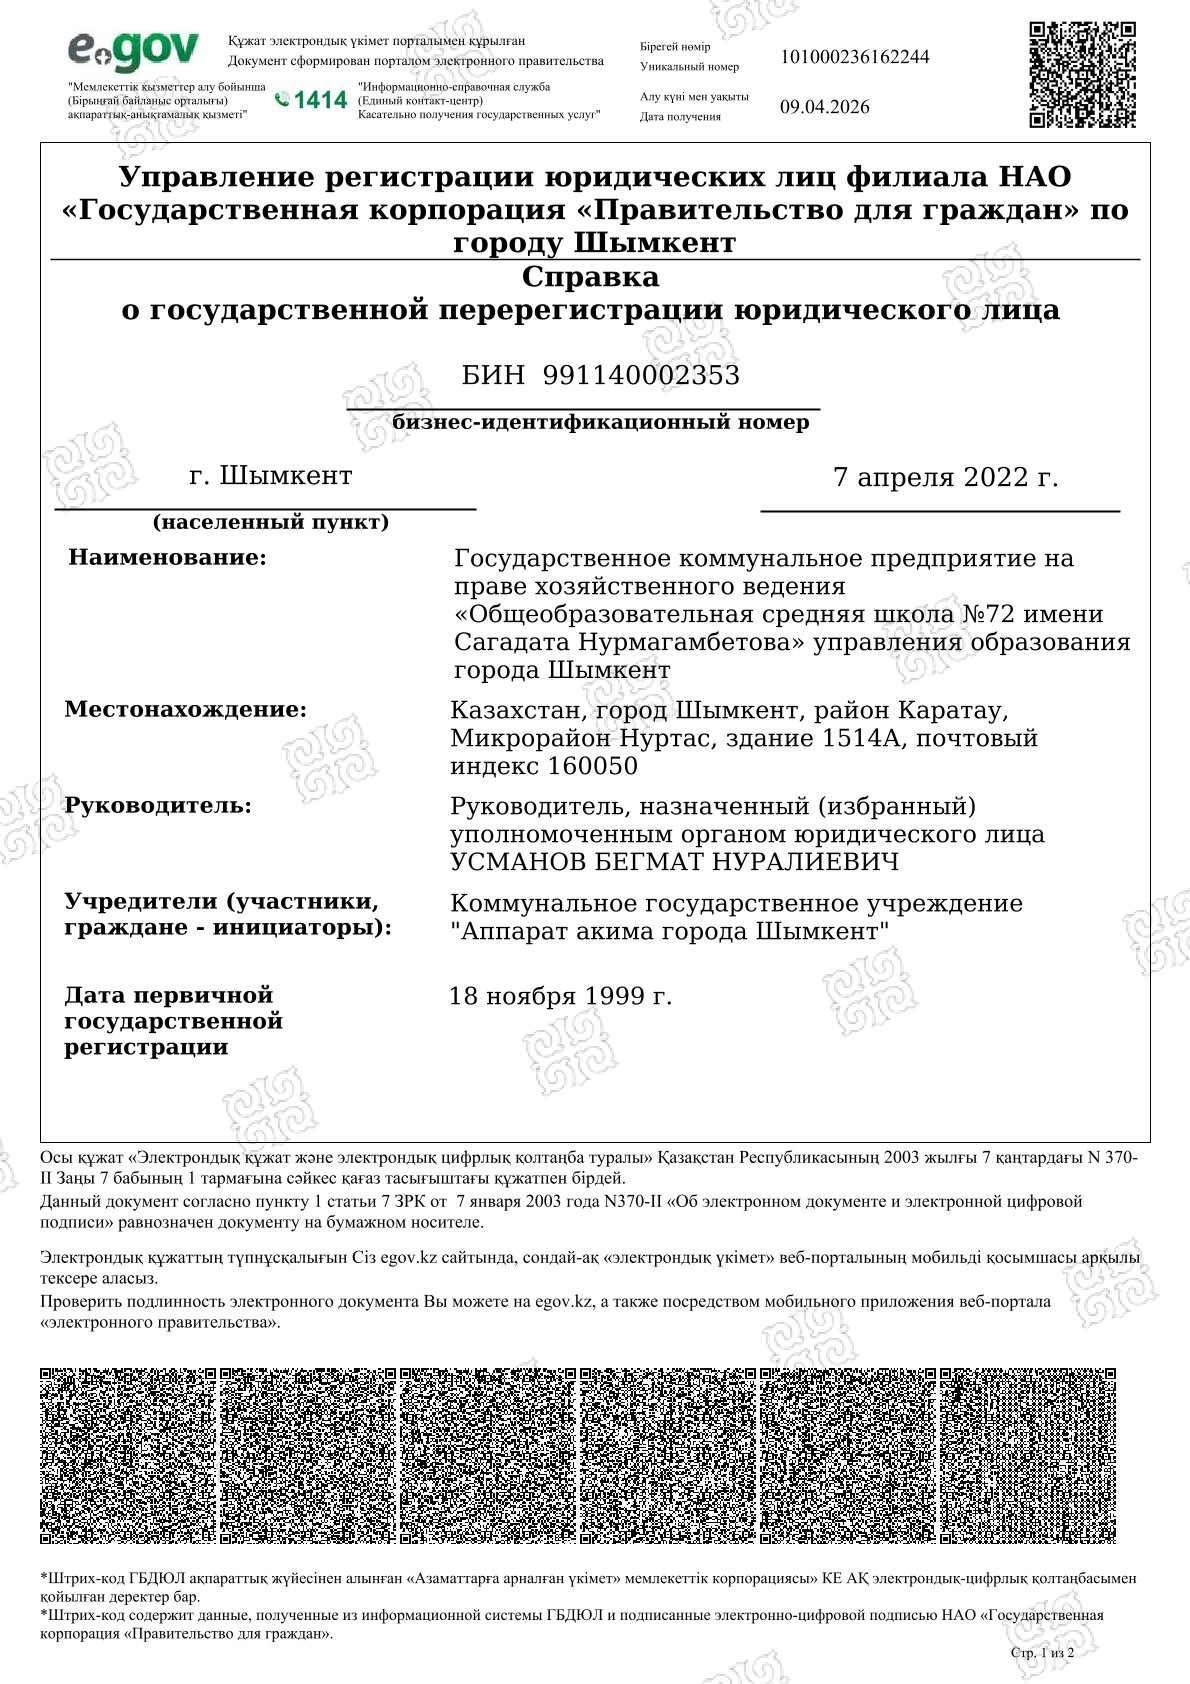 e.gov
Құжат электрондық үкімет порталымен құрылған
Документ сформирован порталом электронного правительства
"Мемлекеттік қызметтер алу бойынша
(Бірыңғай байланыс орталығы)
ақпараттық-анықтамалық қызметі"
1414
"Информационно-справочная служба
(Единый контакт-центр)
Касательно получения государственных услуг"
Бірегей нөмір
Уникальный номер
101000236162244
Алу күні мен уақыты
Дата получения
09.04.2026
Управление регистрации юридических лиц филиала НАО
«Государственная корпорация «Правительство для граждан» по
городу Шымкент
Справка
о государственной перерегистрации юридического лица
БИН 991140002353
бизнес-идентификационный номер
г. Шымкент
7 апреля 2022 г.
(населенный пункт)
Наименование:
Государственное коммунальное предприятие на
праве хозяйственного ведения
«Общеобразовательная средняя школа №72 имени
Сагадата Нурмагамбетова» управления образования
города Шымкент
Местонахождение:
Казахстан, город Шымкент, район Каратау,
Микрорайон Нуртас, здание 1514А, почтовый
индекс 160050
Руководитель:
Руководитель, назначенный (избранный)
уполномоченным органом юридического лица
УСМАНОВ БЕГМАТ НУРАЛИЕВИЧ
Учредители (участники,
граждане - инициаторы):
Коммунальное государственное учреждение
"Аппарат акима города Шымкент"
Дата первичной
государственной
регистрации
18 ноября 1999 г.
Осы құжат «Электрондық құжат және электрондық цифрлық қолтаңба туралы» Қазақстан Республикасының 2003 жылғы 7 қаңтардағы N 370-
II Заңы 7 бабының 1 тармағына сәйкес қағаз тасығыштағы құжатпен бірдей.
Данный документ согласно пункту 1 статьи 7 ЗРК от 7 января 2003 года N370-II «Об электронном документе и электронной цифровой
подписи» равнозначен документу на бумажном носителе.
Электрондық құжаттың түпнұсқалығын Сіз egov.kz сайтында, сондай-ақ «электрондық үкімет» веб-порталының мобильді қосымшасы арқылы
тексере аласыз.
Проверить подлинность электронного документа Вы можете на egov.kz, а также посредством мобильного приложения веб-портала
«электронного правительства».
*Штрих-код ГБДЮЛ ақпараттық жүйесінен алынған «Азаматтарға арналған үкімет» мемлекеттік корпорациясы» КЕ АҚ электрондық-цифрлық қолтаңбасымен
қойылған деректер бар.
*Штрих-код содержит данные, полученные из информационной системы ГБДЮЛ и подписанные электронно-цифровой подписью НАО «Государственная
корпорация «Правительство для граждан».
Стр. 1 из 2